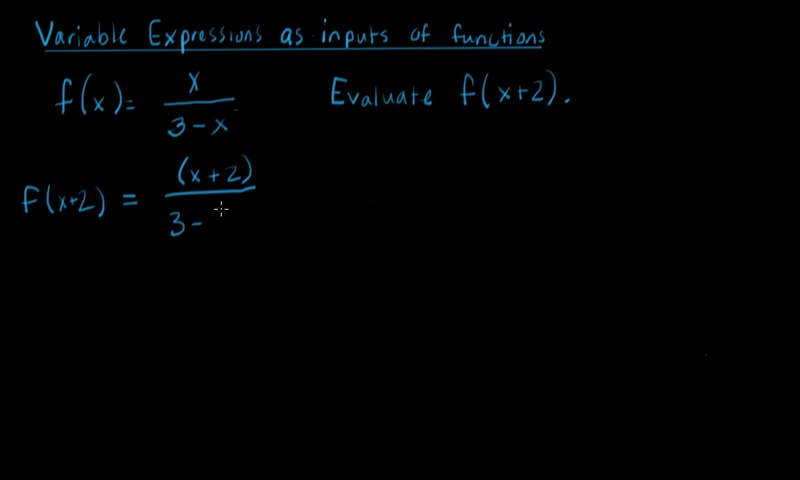 Variable Expressions as inputs of functions
f(x) = x / 3 - x Evaluate f(x+2).
f(x+2) = (x+2) / 3 -